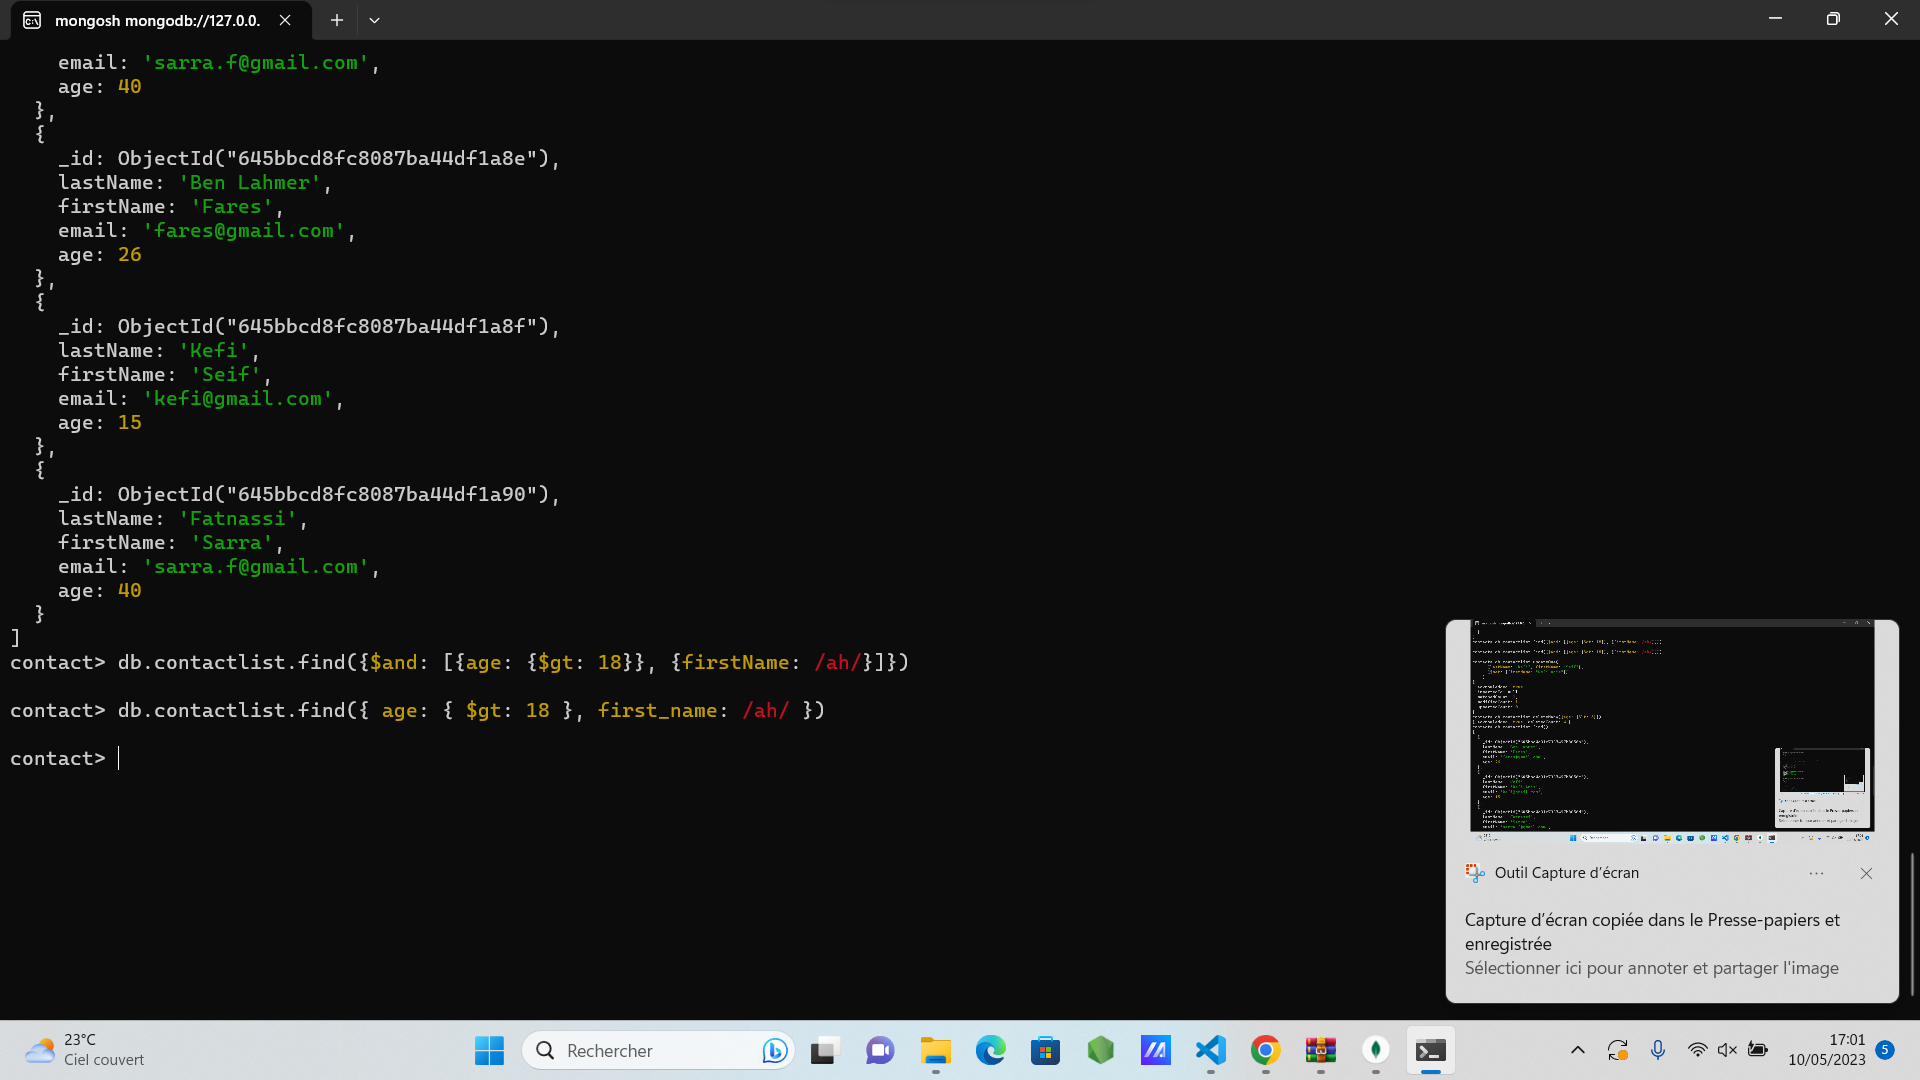 mongosh mongodb://127.0.0.
email: 'sarra.f@gmail.com',
age: 40
},
{
_id: ObjectId("645bbcd8fc8087ba44df1a8e"),
lastName: 'Ben Lahmer',
firstName: 'Fares',
email: 'fares@gmail.com',
age: 26
},
{
_id: ObjectId("645bbcd8fc8087ba44df1a8f"),
lastName: 'Kefi',
firstName: 'Seif',
email: 'kefi@gmail.com',
age: 15
},
{
_id: ObjectId("645bbcd8fc8087ba44df1a90"),
lastName: 'Fatnassi',
firstName: 'Sarra',
email: 'sarra.f@gmail.com',
age: 40
}
]
contact> db.contactlist.find({$and: [{age: {$gt: 18}}, {firstName: /ah/}]})
contact> db.contactlist.find({ age: { $gt: 18 }, first_name: /ah/ })
contact>
Outil Capture d'écran
Capture d'écran copiée dans le Presse-papiers et
enregistrée
Sélectionner ici pour annoter et partager l'image
23°C
Ciel couvert
Rechercher
17:01
10/05/2023
5